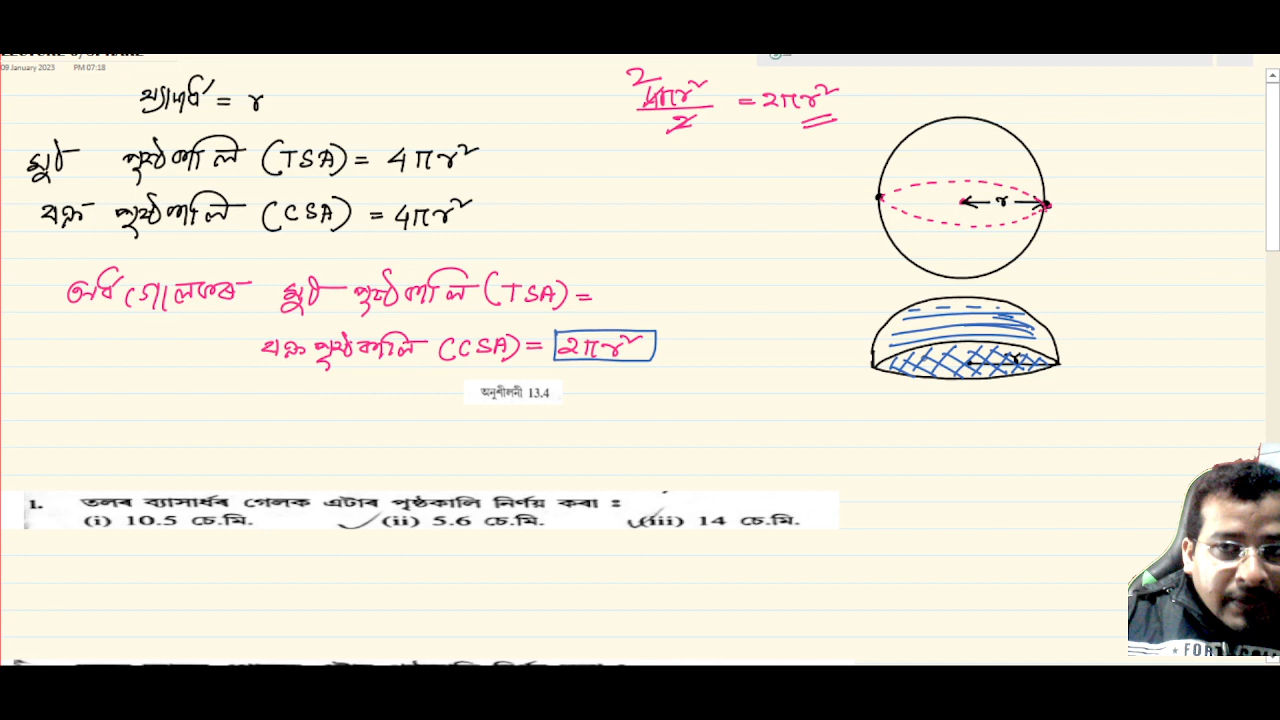 09 January 2023 PM 07:18
ব্যাসাৰ্ধ = r
মুঠ পৃষ্ঠকালি (TSA) = 4πr²
বক্ৰ পৃষ্ঠকালি (CSA) = 4πr²
4πr²/2 = 2πr²
2
r
অৰ্ধ গোলকৰ মুঠ পৃষ্ঠকালি (TSA) =
বক্ৰ পৃষ্ঠকালি (CSA) = 2πr²
r
অনুশীলনী 13.4
1. তলৰ ব্যাসাৰ্ধৰ গোলক এটাৰ পৃষ্ঠকালি নিৰ্ণয় কৰা :
(i) 10.5 চে.মি. (ii) 5.6 চে.মি. (iii) 14 চে.মি.